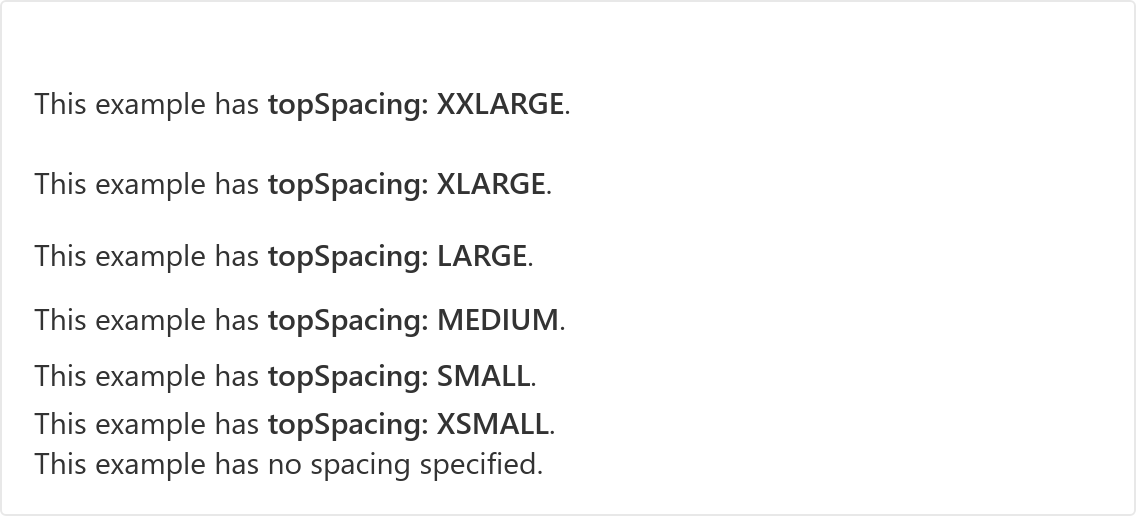 This example has topSpacing: XXLARGE.
This example has topSpacing: XLARGE.
This example has topSpacing: LARGE.
This example has topSpacing: MEDIUM.
This example has topSpacing: SMALL.
This example has topSpacing: XSMALL.
This example has no spacing specified.